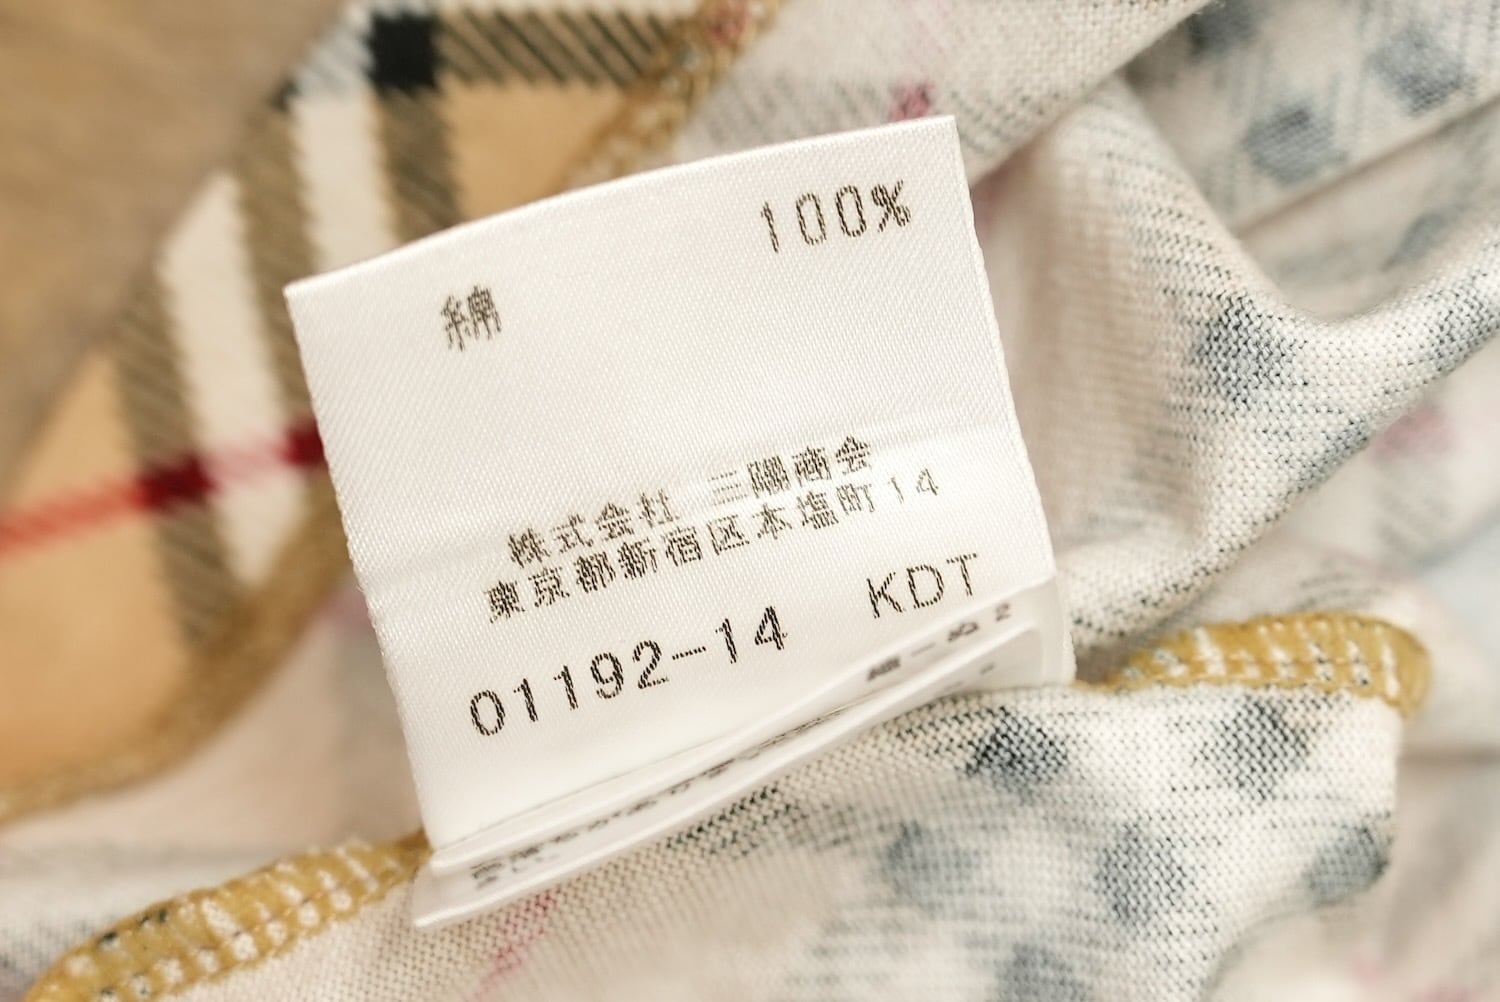 綿 100%
株式会社 三陽商会
東京都新宿区本塩町14
01192-14 KDT